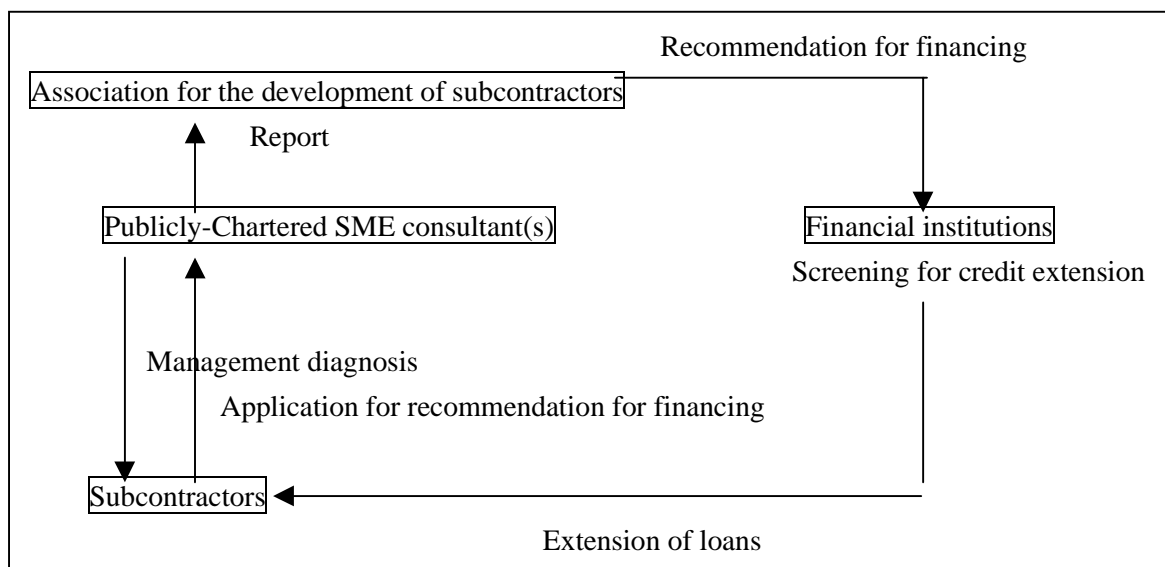 Recommendation for financing
Association for the development of subcontractors
Report
Publicly-Chartered SME consultant(s)
Financial institutions
Screening for credit extension
Management diagnosis
Application for recommendation for financing
Subcontractors
Extension of loans